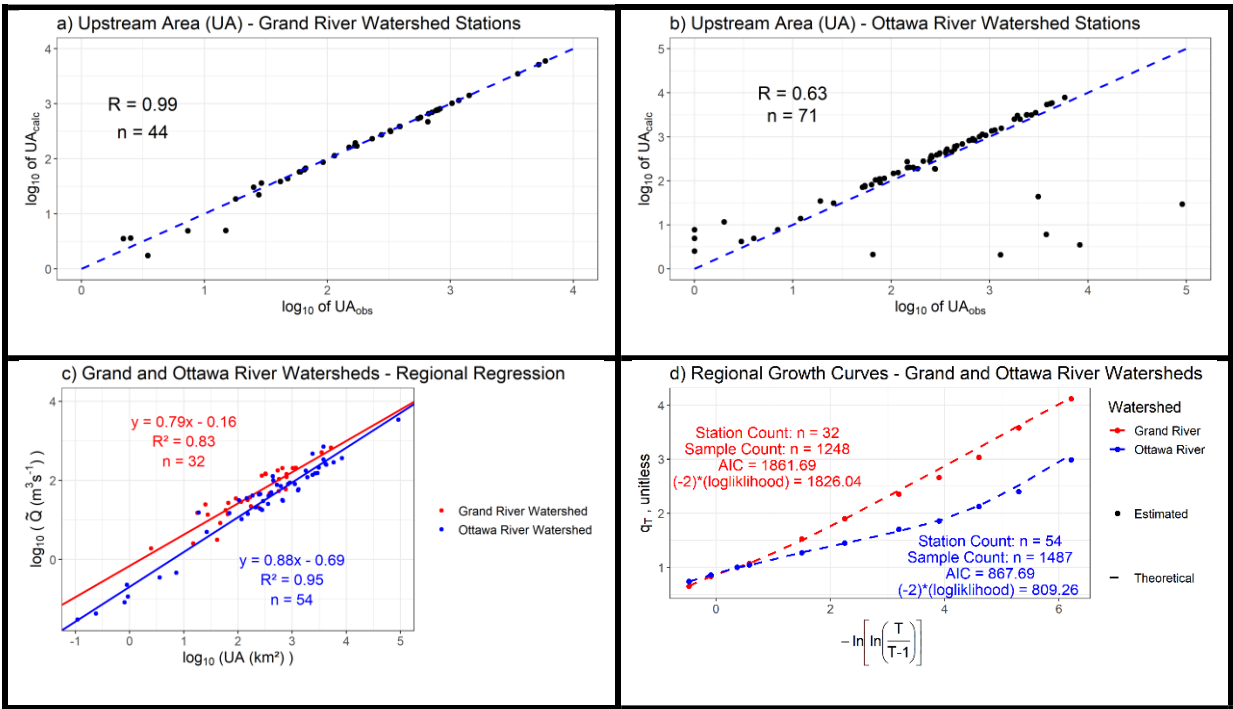 a) Upstream Area (UA) - Grand River Watershed Stations
R = 0.99
n = 44
log₁₀ of UAcalc
4
3
2
1
0
0 1 2 3 4
log₁₀ of UAobs
b) Upstream Area (UA) - Ottawa River Watershed Stations
R = 0.63
n = 71
log₁₀ of UAcalc
5
4
3
2
1
0
0 1 2 3 4 5
log₁₀ of UAobs
c) Grand and Ottawa River Watersheds - Regional Regression
y = 0.79x - 0.16
R² = 0.83
n = 32
log₁₀ ( Q̃ (m³s⁻¹) )
4
2
0
y = 0.88x - 0.69
R² = 0.95
n = 54
-1 0 1 2 3 4 5
log₁₀ (UA (km²) )
Grand River Watershed
Ottawa River Watershed
d) Regional Growth Curves - Grand and Ottawa River Watersheds
Station Count: n = 32
Sample Count: n = 1248
AIC = 1861.69
(-2)*(logliklihood) = 1826.04
qT, unitless
4
3
2
1
Station Count: n = 54
Sample Count: n = 1487
AIC = 867.69
(-2)*(logliklihood) = 809.26
0 2 4 6
−ln[ln(T/T-1)]
Watershed
Grand River
Ottawa River
Estimated
Theoretical